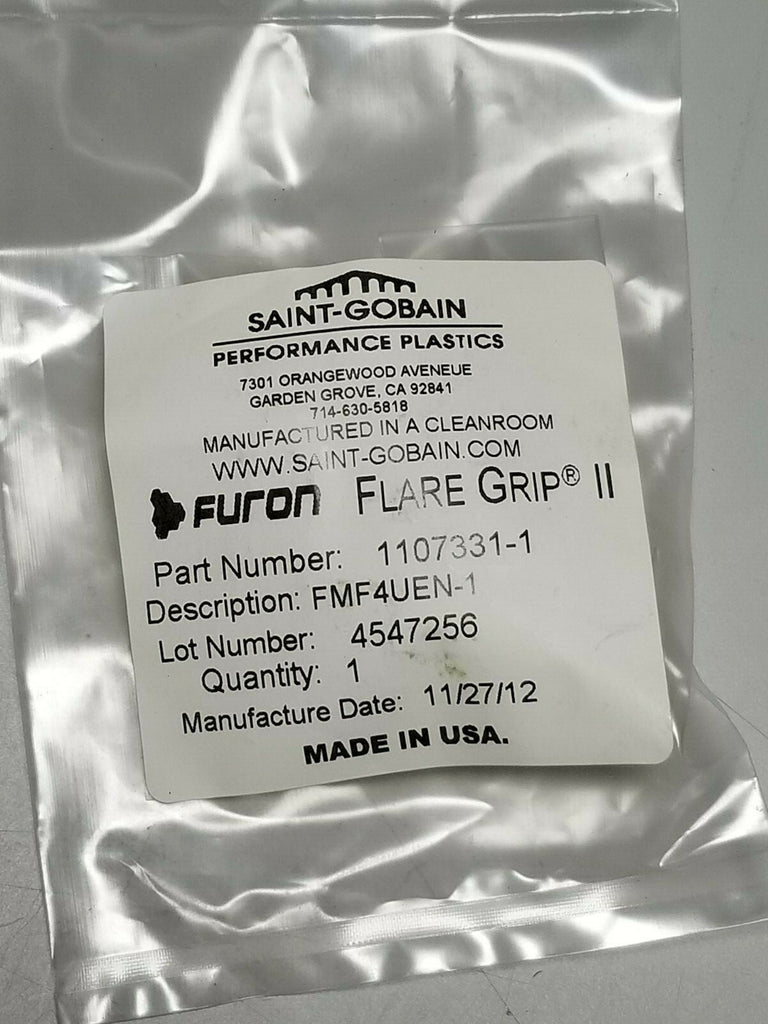 SAINT-GOBAIN
PERFORMANCE PLASTICS
7301 ORANGEWOOD AVENEUE
GARDEN GROVE, CA 92841
714-630-5818
MANUFACTURED IN A CLEANROOM
WWW.SAINT-GOBAIN.COM
FURON FLARE GRIP® II
Part Number: 1107331-1
Description: FMF4UEN-1
Lot Number: 4547256
Quantity: 1
Manufacture Date: 11/27/12
MADE IN USA.